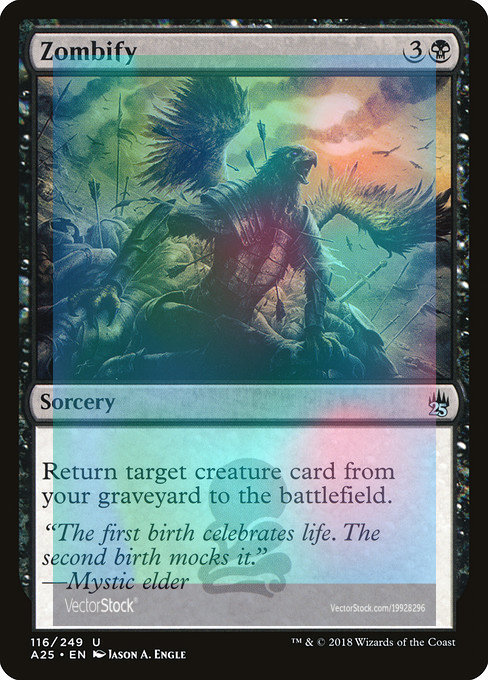 Zombify 3
Sorcery
25
Return target creature card from
your graveyard to the battlefield.
“The first birth celebrates life. The
second birth mocks it.”
—Mystic elder
VectorStock® VectorStock.com/19928296
116/249 U ™ & © 2018 Wizards of the Coast
A25 • EN Jason A. Engle